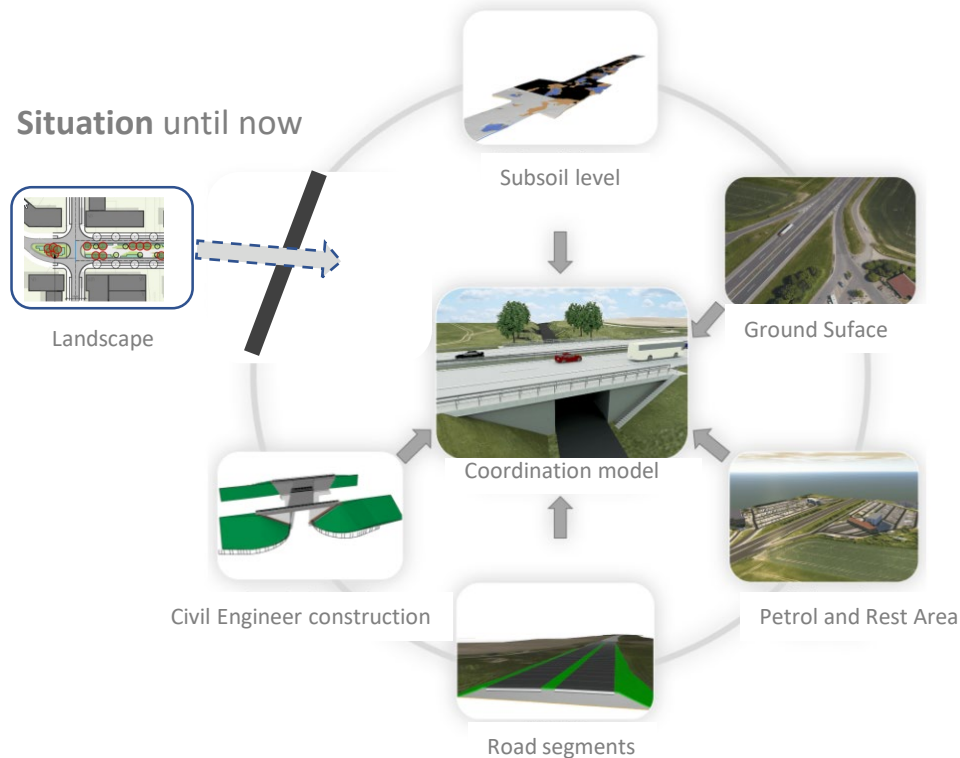 Situation until now
Subsoil level
Landscape
Ground Suface
Coordination model
Civil Engineer construction
Petrol and Rest Area
Road segments